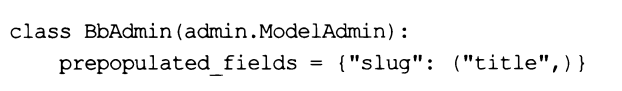 class BbAdmin(admin.ModelAdmin):
    prepopulated_fields = {"slug": ("title",)}